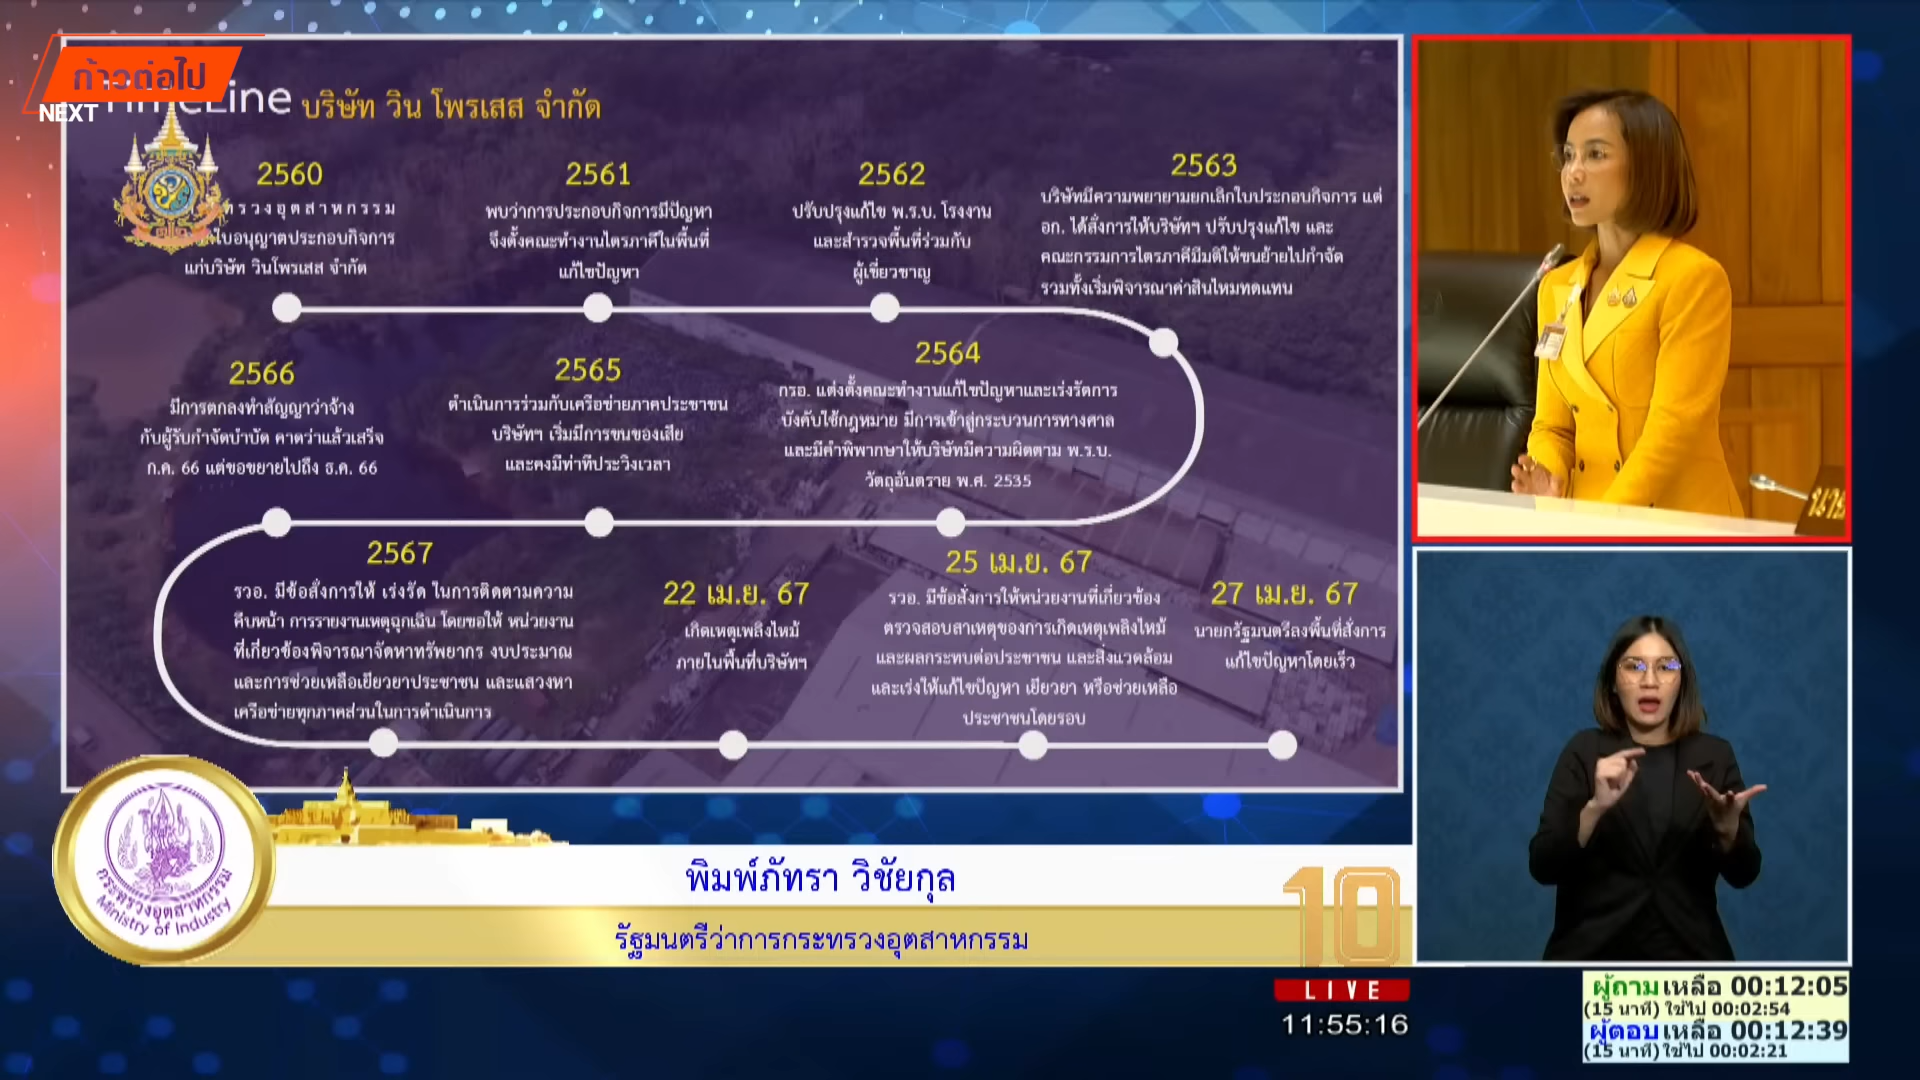 ก้าวต่อไป
NEXT
TimeLine บริษัท วิน โพรเสส จำกัด
2560
ทรวงอุตสาหกรรม
ใบอนุญาตประกอบกิจการ
แก่บริษัท วินโพรเสส จำกัด
2561
พบว่าการประกอบกิจการมีปัญหา
จึงตั้งคณะทำงานไตรภาคีในพื้นที่
แก้ไขปัญหา
2562
ปรับปรุงแก้ไข พ.ร.บ. โรงงาน
และสำรวจพื้นที่ร่วมกับ
ผู้เชี่ยวชาญ
2563
บริษัทมีความพยายามยกเลิกใบประกอบกิจการ แต่
อก. ได้สั่งการให้บริษัทฯ ปรับปรุงแก้ไข และ
คณะกรรมการไตรภาคีมีมติให้ขนย้ายไปกำจัด
รวมทั้งเริ่มพิจารณาค่าสินไหมทดแทน
2566
มีการตกลงทำสัญญาว่าจ้าง
กับผู้รับกำจัดบำบัด คาดว่าแล้วเสร็จ
ก.ค. 66 แต่ขอขยายไปถึง ธ.ค. 66
2565
ดำเนินการร่วมกับเครือข่ายภาคประชาชน
บริษัทฯ เริ่มมีการขนของเสีย
และคงมีท่าทีประวิงเวลา
2564
กรอ. แต่งตั้งคณะทำงานแก้ไขปัญหาและเร่งรัดการ
บังคับใช้กฎหมาย มีการเข้าสู่กระบวนการทางศาล
และมีคำพิพากษาให้บริษัทมีความผิดตาม พ.ร.บ.
วัตถุอันตราย พ.ศ. 2535
2567
รวอ. มีข้อสั่งการให้ เร่งรัด ในการติดตามความ
คืบหน้า การรายงานเหตุฉุกเฉิน โดยขอให้ หน่วยงาน
ที่เกี่ยวข้องพิจารณาจัดหาทรัพยากร งบประมาณ
และการช่วยเหลือเยียวยาประชาชน และแสวงหา
เครือข่ายทุกภาคส่วนในการดำเนินการ
22 เม.ย. 67
เกิดเหตุเพลิงไหม้
ภายในพื้นที่บริษัทฯ
25 เม.ย. 67
รวอ. มีข้อสั่งการให้หน่วยงานที่เกี่ยวข้อง
ตรวจสอบสาเหตุของการเกิดเหตุเพลิงไหม้
และผลกระทบต่อประชาชน และสิ่งแวดล้อม
และเร่งให้แก้ไขปัญหา เยียวยา หรือช่วยเหลือ
ประชาชนโดยรอบ
27 เม.ย. 67
นายกรัฐมนตรีลงพื้นที่สั่งการ
แก้ไขปัญหาโดยเร็ว
นาย
กระทรวงอุตสาหกรรม
Ministry of Industry
พิมพ์ภัทรา วิชัยกุล
รัฐมนตรีว่าการกระทรวงอุตสาหกรรม
10
LIVE
11:55:16
ผู้ถามเหลือ 00:12:05
(15 นาที) ใช้ไป 00:02:54
ผู้ตอบเหลือ 00:12:39
(15 นาที) ใช้ไป 00:02:21